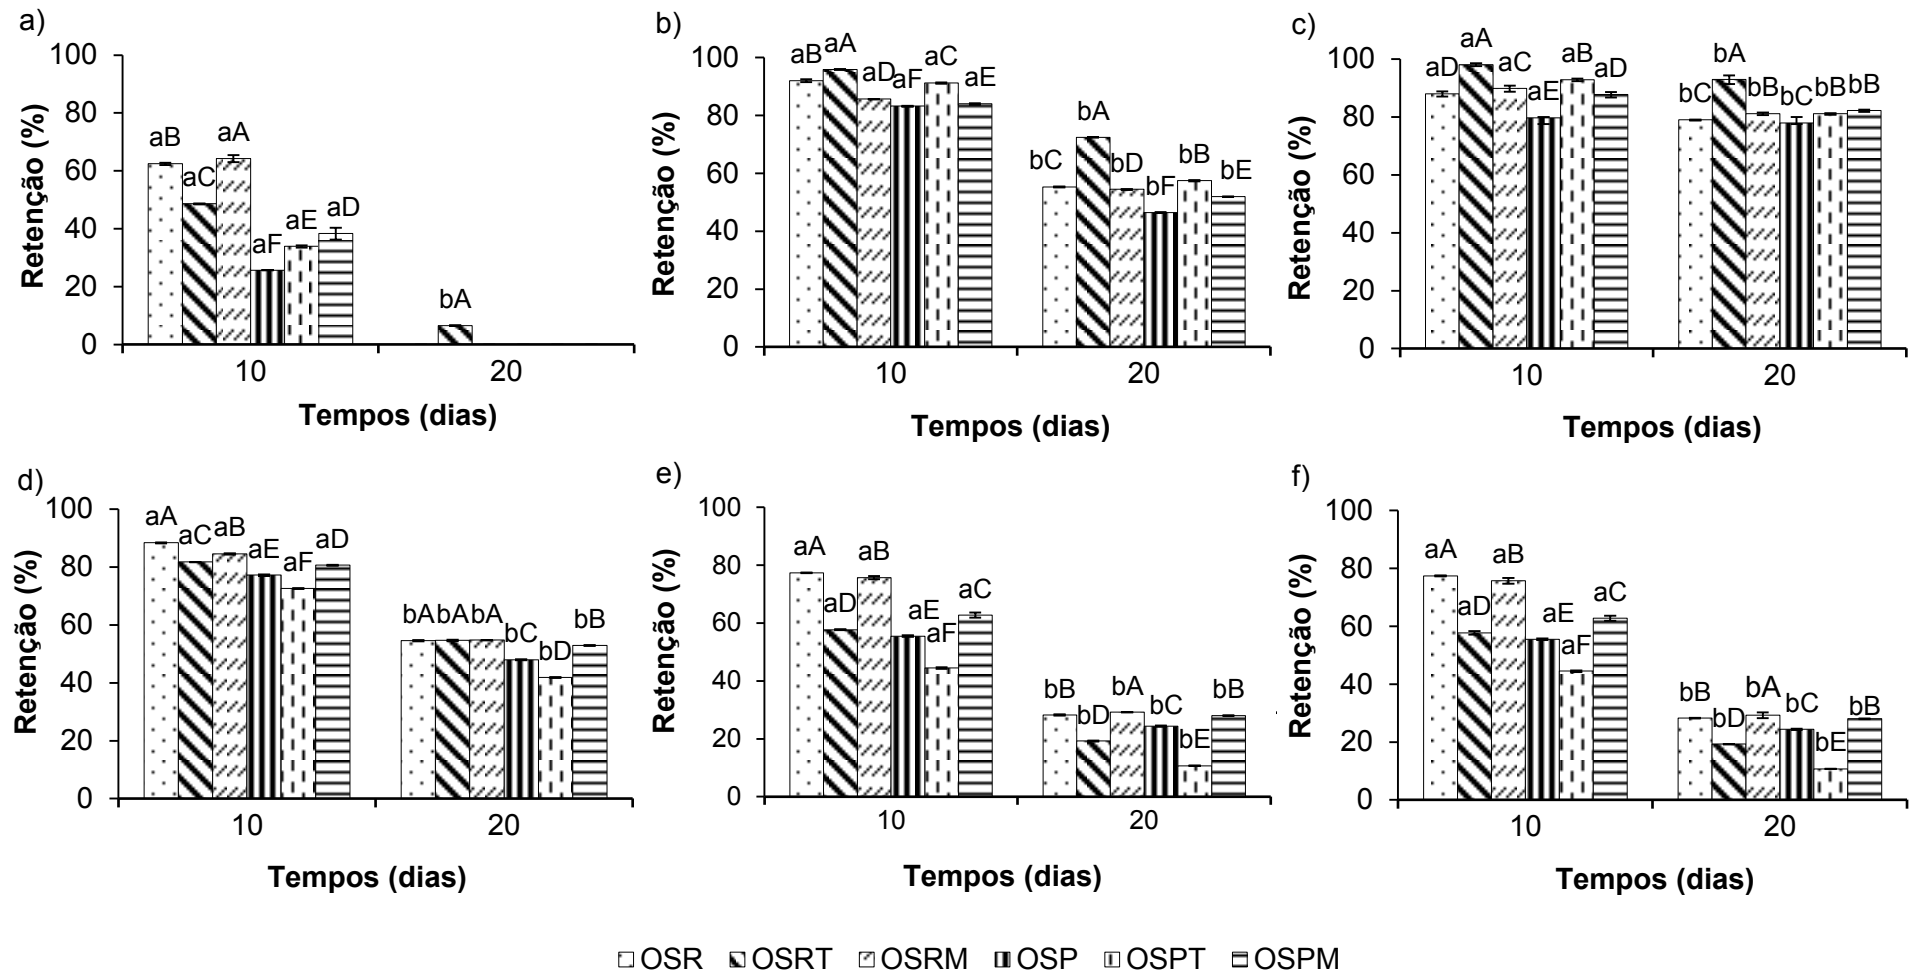 a)
Retenção (%)
100
80
60
40
20
0
aB
aC
aA
aF
aE
aD
bA
10
20
Tempos (dias)
b)
Retenção (%)
100
80
60
40
20
0
aB
aA
aD
aF
aC
aE
bC
bA
bD
bF
bB
bE
10
20
Tempos (dias)
c)
Retenção (%)
100
80
60
40
20
0
aD
aA
aC
aE
aB
aD
bC
bA
bB
bC
bB
bB
10
20
Tempos (dias)
d)
Retenção (%)
100
80
60
40
20
0
aA
aC
aB
aE
aF
aD
bA
bA
bA
bC
bD
bB
10
20
Tempos (dias)
e)
Retenção (%)
100
80
60
40
20
0
aA
aD
aB
aE
aF
aC
bB
bD
bA
bC
bE
bB
10
20
Tempos (dias)
f)
Retenção (%)
100
80
60
40
20
0
aA
aD
aB
aE
aF
aC
bB
bD
bA
bC
bE
bB
10
20
Tempos (dias)
OSR OSRT OSRM OSP OSPT OSPM